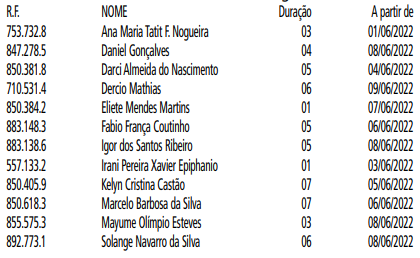 R.F. NOME Duração A partir de
753.732.8 Ana Maria Tatit F. Nogueira 03 01/06/2022
847.278.5 Daniel Gonçalves 04 08/06/2022
850.381.8 Darci Almeida do Nascimento 05 04/06/2022
710.531.4 Dercio Mathias 06 09/06/2022
850.384.2 Eliete Mendes Martins 01 07/06/2022
883.148.3 Fabio França Coutinho 05 06/06/2022
883.138.6 Igor dos Santos Ribeiro 05 08/06/2022
557.133.2 Irani Pereira Xavier Epiphanio 01 03/06/2022
850.405.9 Kelyn Cristina Castão 07 05/06/2022
850.618.3 Marcelo Barbosa da Silva 07 06/06/2022
855.575.3 Mayume Olímpio Esteves 03 08/06/2022
892.773.1 Solange Navarro da Silva 06 08/06/2022